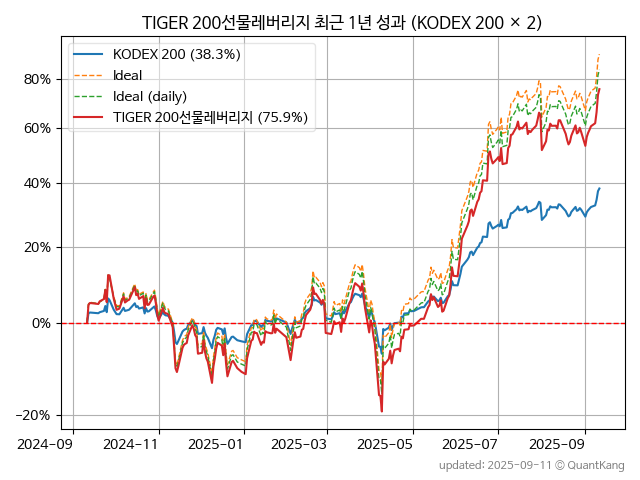 TIGER 200선물레버리지 최근 1년 성과 (KODEX 200 × 2)
KODEX 200 (38.3%)
Ideal
Ideal (daily)
TIGER 200선물레버리지 (75.9%)
80%
60%
40%
20%
0%
−20%
2024-09
2024-11
2025-01
2025-03
2025-05
2025-07
2025-09
updated: 2025-09-11 © QuantKang